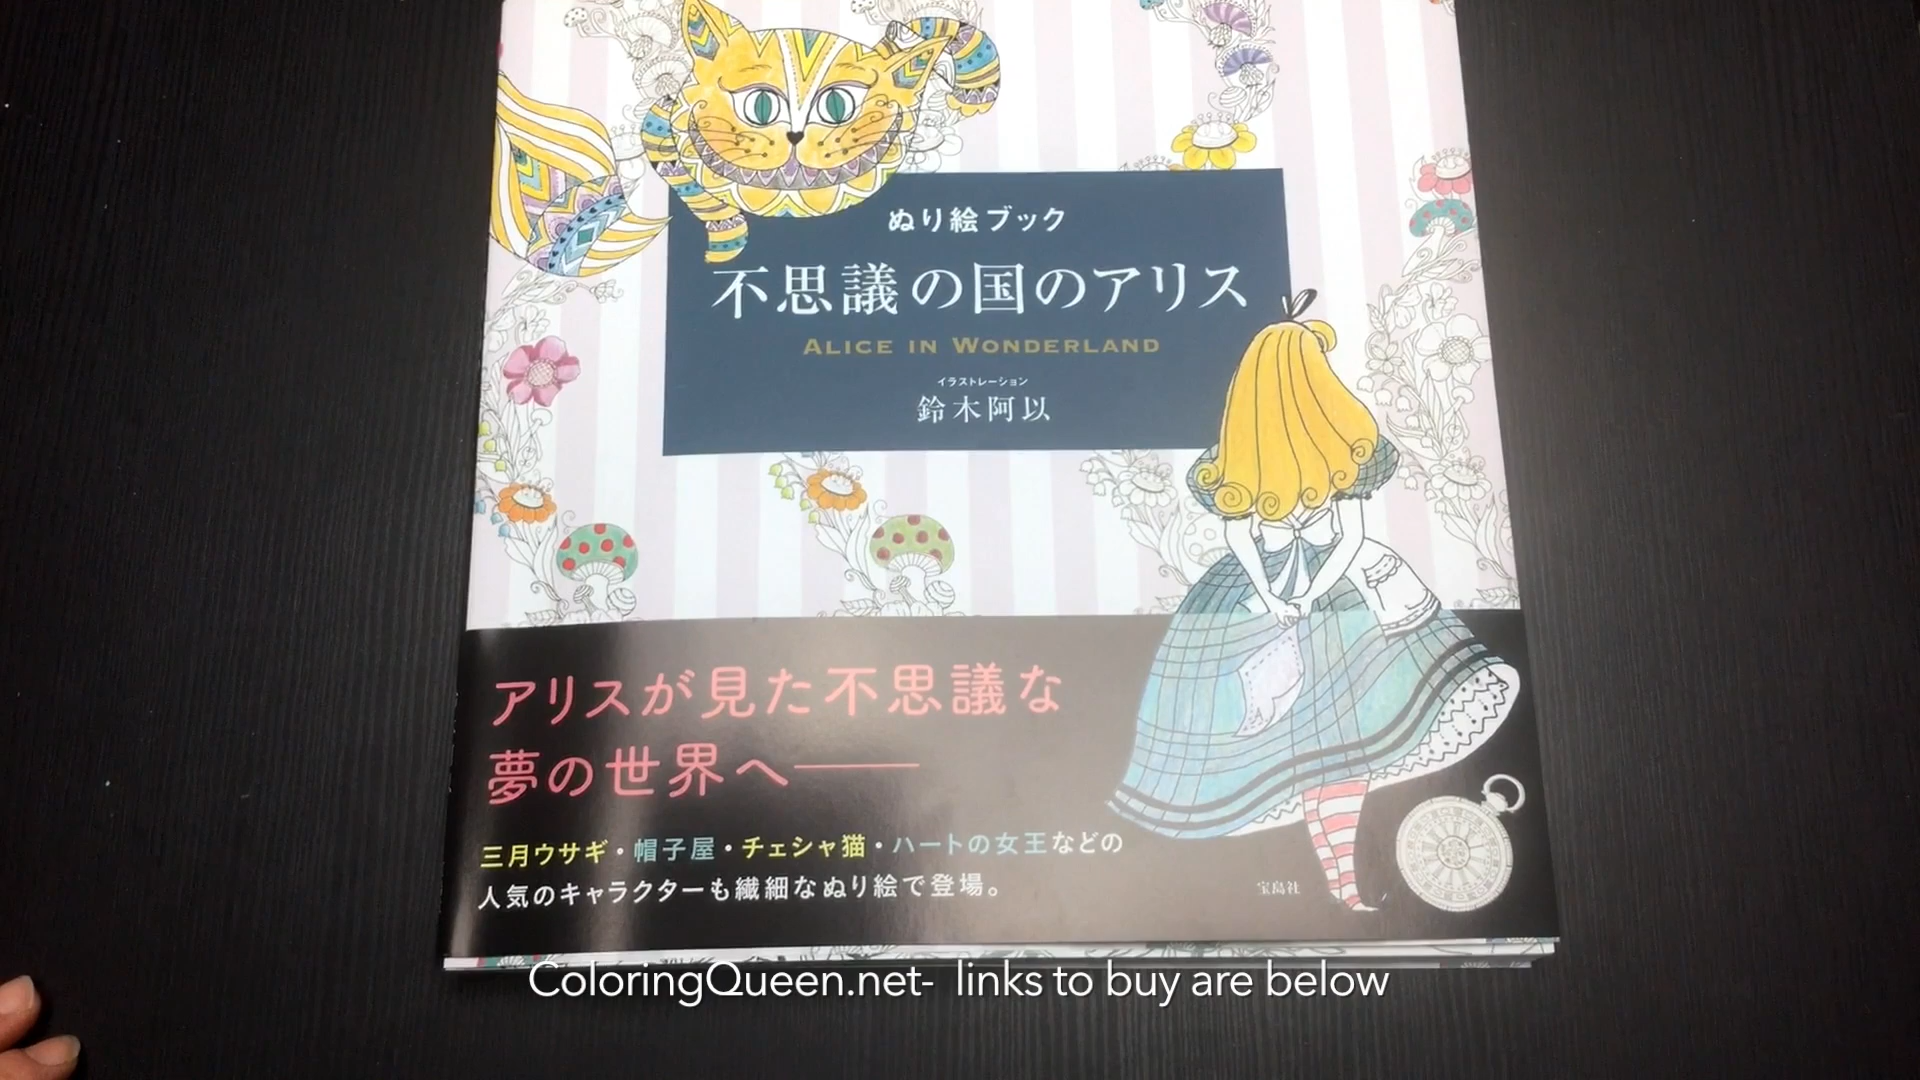 ぬり絵ブック
不思議の国のアリス
ALICE IN WONDERLAND
イラストレーション
鈴木阿以
アリスが見た不思議な
夢の世界へ――
三月ウサギ・帽子屋・チェシャ猫・ハートの女王などの
人気のキャラクターも繊細なぬり絵で登場。
宝島社
ColoringQueen.net- links to buy are below